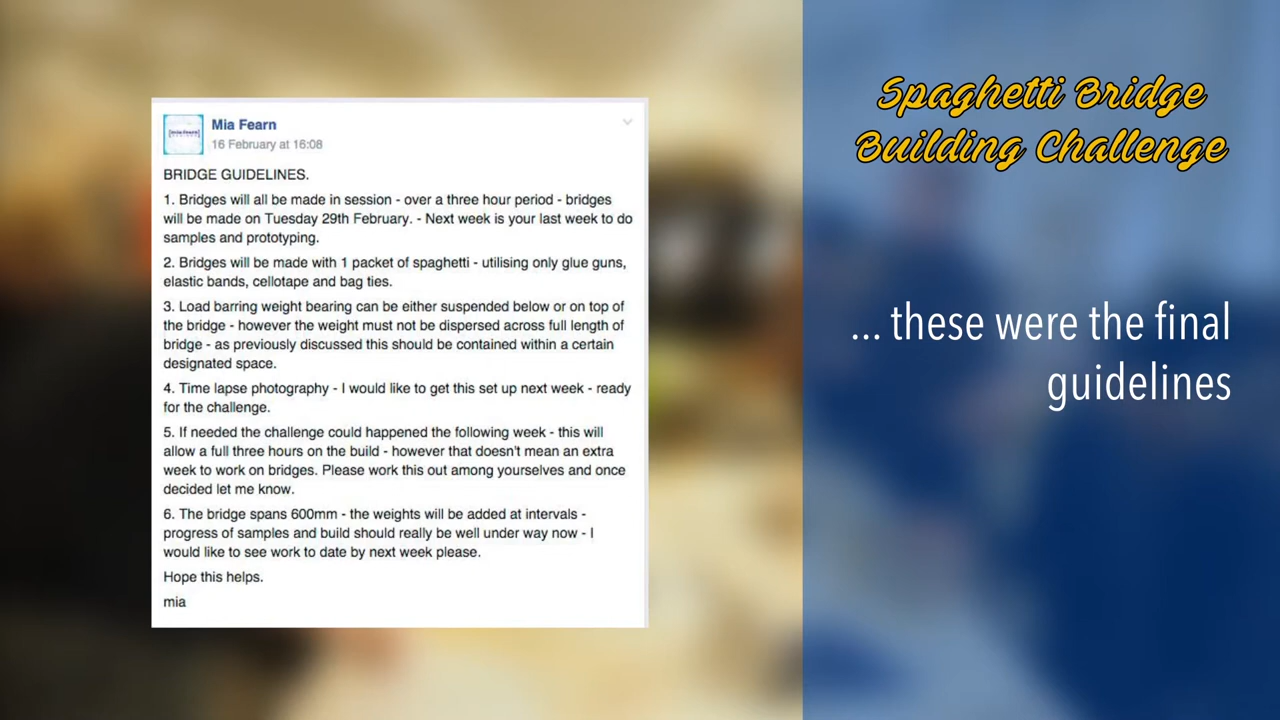 Mia Fearn
16 February at 16:08
BRIDGE GUIDELINES.
1. Bridges will all be made in session - over a three hour period - bridges
will be made on Tuesday 29th February. - Next week is your last week to do
samples and prototyping.
2. Bridges will be made with 1 packet of spaghetti - utilising only glue guns,
elastic bands, cellotape and bag ties.
3. Load barring weight bearing can be either suspended below or on top of
the bridge - however the weight must not be dispersed across full length of
bridge - as previously discussed this should be contained within a certain
designated space.
4. Time lapse photography - I would like to get this set up next week - ready
for the challenge.
5. If needed the challenge could happened the following week - this will
allow a full three hours on the build - however that doesn't mean an extra
week to work on bridges. Please work this out among yourselves and once
decided let me know.
6. The bridge spans 600mm - the weights will be added at intervals -
progress of samples and build should really be well under way now - I
would like to see work to date by next week please.
Hope this helps.
mia
Spaghetti Bridge
Building Challenge
... these were the final
guidelines